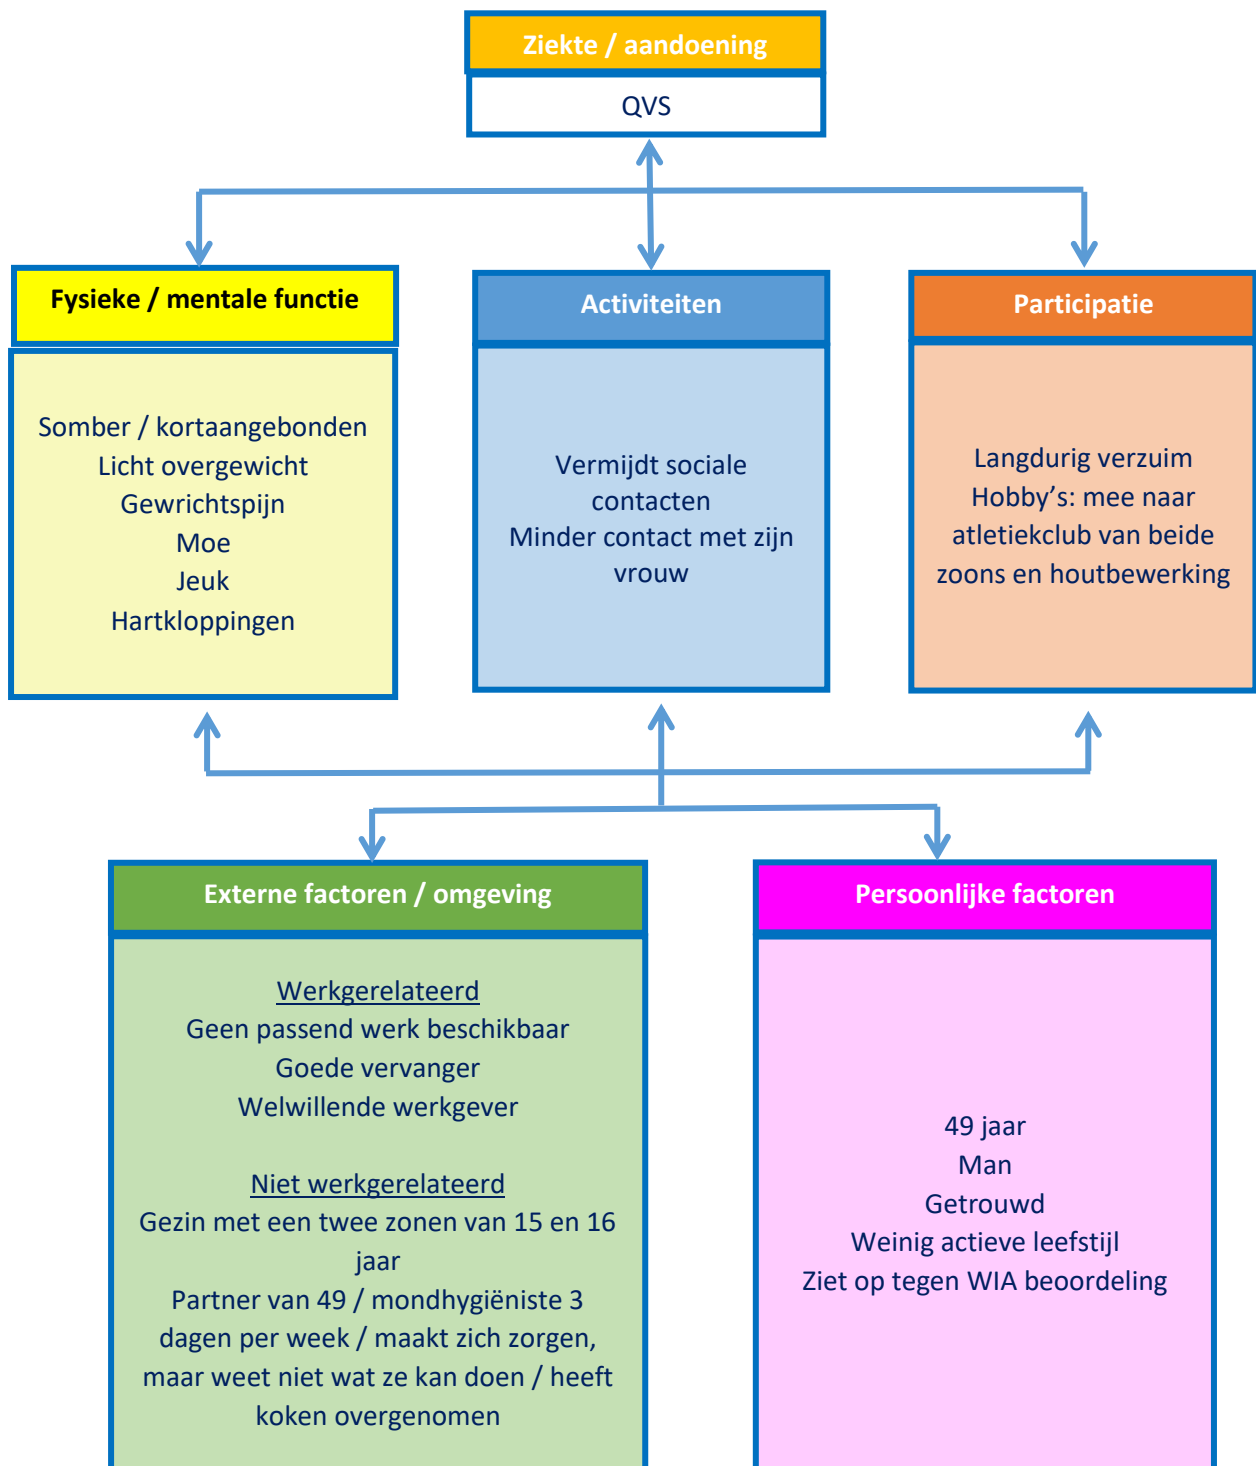 Ziekte / aandoening
QVS
Fysieke / mentale functie
Somber / kortaangebonden
Licht overgewicht
Gewrichtspijn
Moe
Jeuk
Hartkloppingen
Activiteiten
Vermijdt sociale
contacten
Minder contact met zijn
vrouw
Participatie
Langdurig verzuim
Hobby’s: mee naar
atletiekclub van beide
zoons en houtbewerking
Externe factoren / omgeving
Werkgerelateerd
Geen passend werk beschikbaar
Goede vervanger
Welwillende werkgever
Niet werkgerelateerd
Gezin met een twee zonen van 15 en 16
jaar
Partner van 49 / mondhygiëniste 3
dagen per week / maakt zich zorgen,
maar weet niet wat ze kan doen / heeft
koken overgenomen
Persoonlijke factoren
49 jaar
Man
Getrouwd
Weinig actieve leefstijl
Ziet op tegen WIA beoordeling